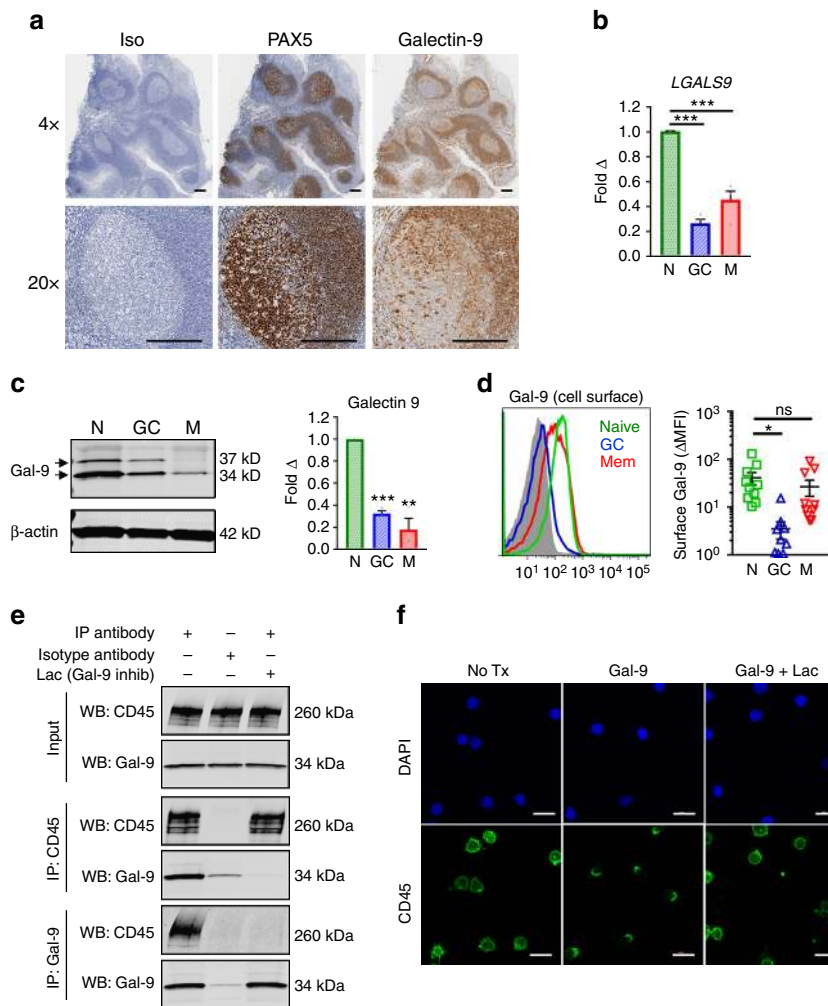 a
Iso PAX5 Galectin-9
4×
20×
b
LGALS9
***
***
Fold Δ
1.2
1.0
0.8
0.6
0.4
0.2
0.0
N GC M
c
N GC M
Gal-9
37 kD
34 kD
β-actin
42 kD
Galectin 9
Fold Δ
1.2
1.0
0.8
0.6
0.4
0.2
0.0
*** **
N GC M
d
Gal-9 (cell surface)
Naive
GC
Mem
10¹ 10² 10³ 10⁴ 10⁵
Surface Gal-9 (ΔMFI)
10³
10²
10¹
10⁰
ns
*
N GC M
e
IP antibody + – +
Isotype antibody – + –
Lac (Gal-9 inhib) – – +
Input
WB: CD45 260 kDa
WB: Gal-9 34 kDa
IP: CD45
WB: CD45 260 kDa
WB: Gal-9 34 kDa
IP: Gal-9
WB: CD45 260 kDa
WB: Gal-9 34 kDa
f
No Tx Gal-9 Gal-9 + Lac
DAPI
CD45